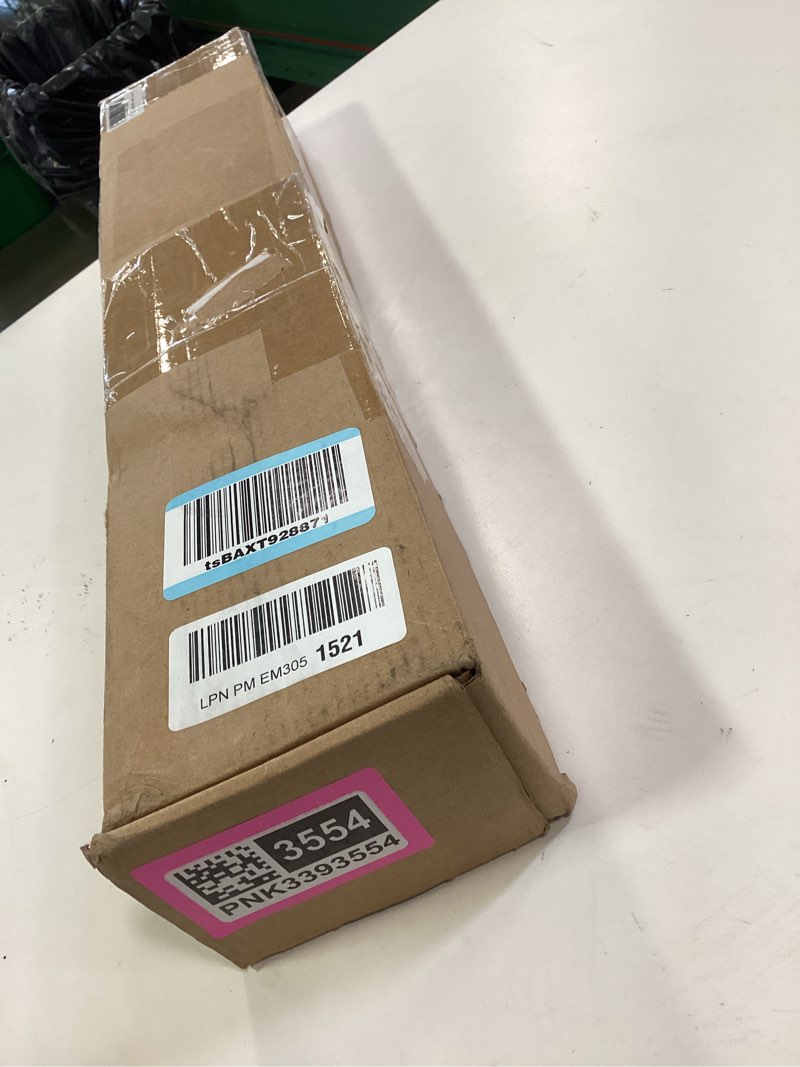 tsBAXT928871
LPN PM EM305 1521
3554
PNK3393554